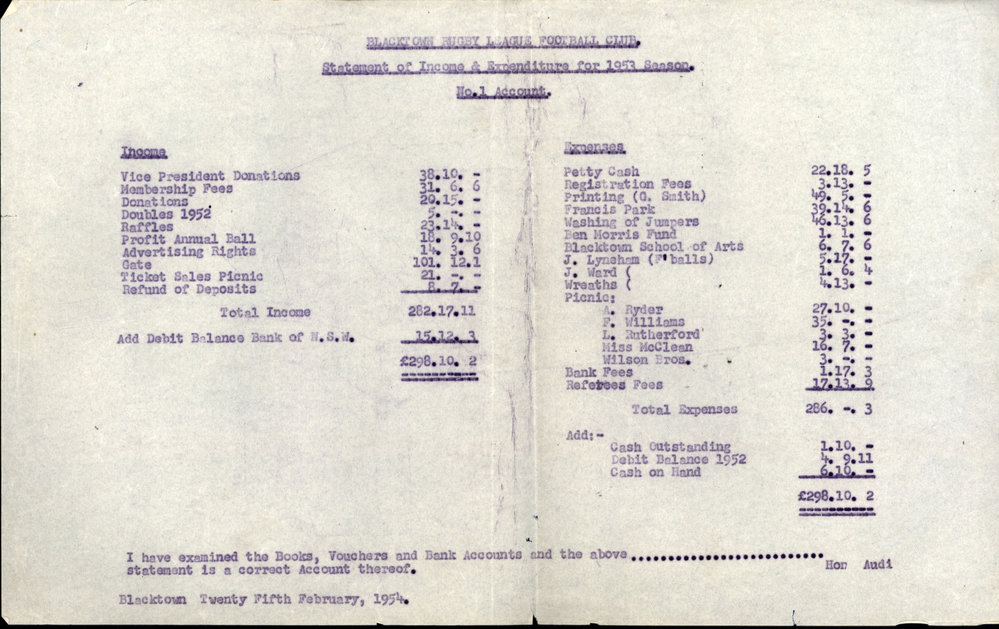 BLACKTOWN RUGBY LEAGUE FOOTBALL CLUB.
Statement of Income & Expenditure for 1953 Season.
No.1 Account.
Income
Vice President Donations 38.10. -
Membership Fees 31. 6. 6
Donations 20.15. -
Doubles 1952 5. -. -
Raffles 23.14. -
Profit Annual Ball 18. 9.10
Advertising Rights 14. 3. 6
Gate 101. 12.1
Ticket Sales Picnic 21. -. -
Refund of Deposits 8. 7. -
Total Income 282.17.11
Add Debit Balance Bank of N.S.W. 15.12. 3
£298.10. 2
Expenses
Petty Cash 22.18. 5
Registration Fees 3.13. -
Printing (G. Smith) 49. 5. -
Francis Park 39.14. 6
Washing of Jumpers 46.13. 6
Ben Morris Fund 1. 1. -
Blacktown School of Arts 6. 7. 6
J. Lyneham (F'balls) 5.17. -
J. Ward ( 1. 6. 4
Wreaths ( 4.13. -
Picnic:
A. Ryder 27.10. -
F. Williams 35. -. -
L. Rutherford 3. 3. -
Miss McClean 16. 7. -
Wilson Bros. 3. -. -
Bank Fees 1.17. 3
Referees Fees 17.13. 9
Total Expenses 286. -. 3
Add:-
Cash Outstanding 1.10. -
Debit Balance 1952 4. 9.11
Cash on Hand 6.10. -
£298.10. 2
I have examined the Books, Vouchers and Bank Accounts and the above............................
statement is a correct Account thereof. Hon Audi
Blacktown Twenty Fifth February, 1954.